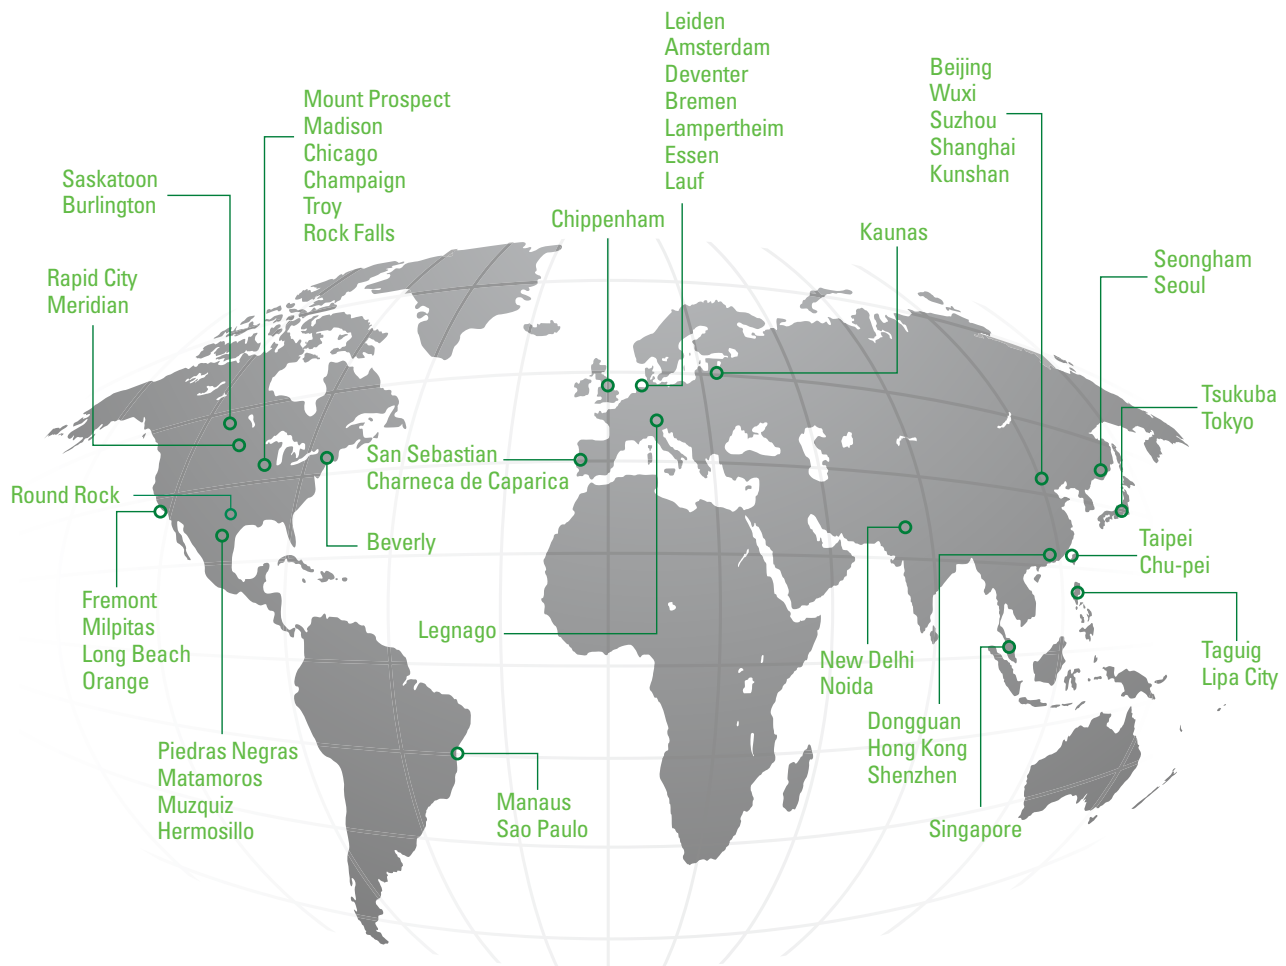 Leiden
Amsterdam
Deventer
Bremen
Lampertheim
Essen
Lauf
Beijing
Wuxi
Suzhou
Shanghai
Kunshan
Mount Prospect
Madison
Chicago
Champaign
Troy
Rock Falls
Saskatoon
Burlington
Chippenham
Kaunas
Seongham
Seoul
Rapid City
Meridian
Tsukuba
Tokyo
San Sebastian
Charneca de Caparica
Round Rock
Beverly
Taipei
Chu-pei
Fremont
Milpitas
Long Beach
Orange
Legnago
New Delhi
Noida
Taguig
Lipa City
Dongguan
Hong Kong
Shenzhen
Piedras Negras
Matamoros
Muzquiz
Hermosillo
Manaus
Sao Paulo
Singapore